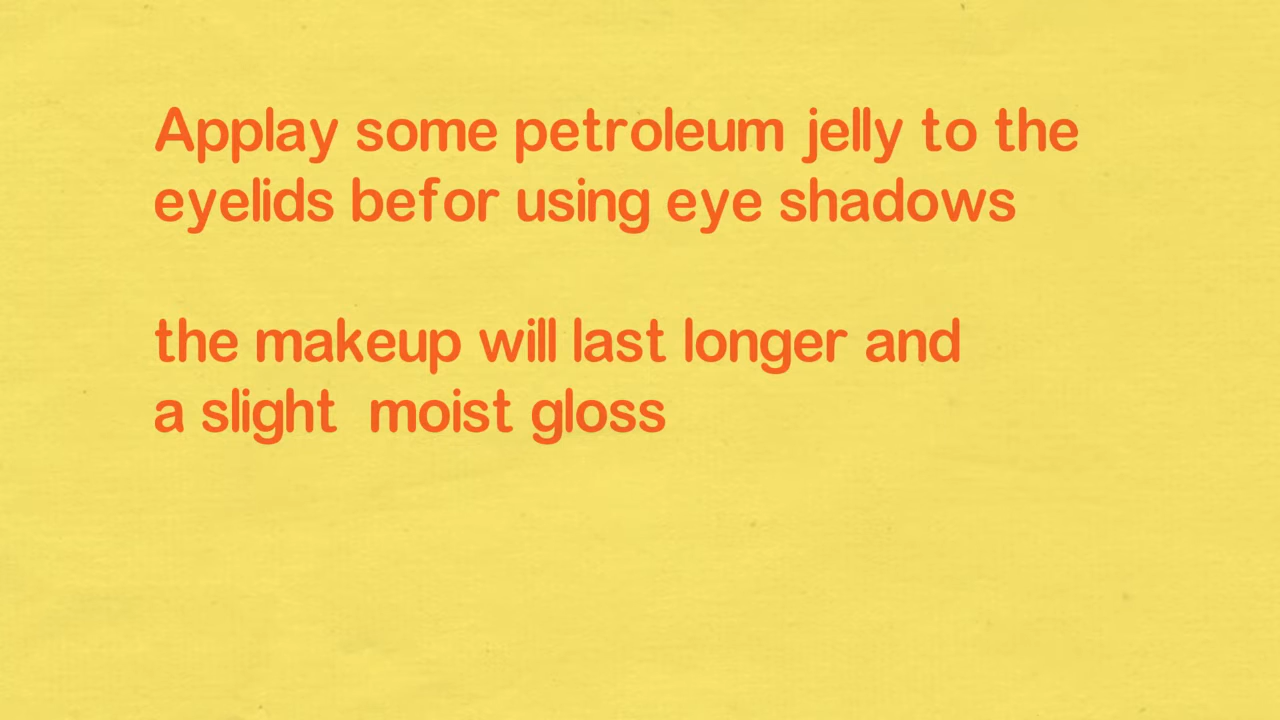 Applay some petroleum jelly to the
eyelids befor using eye shadows
the makeup will last longer and
a slight  moist gloss